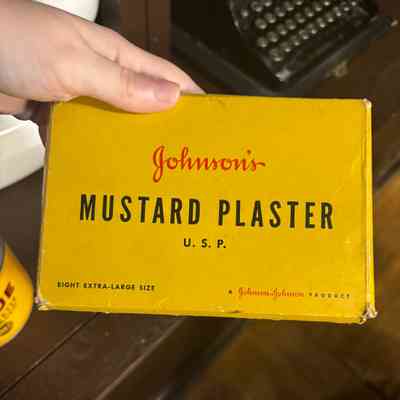 Johnson's
MUSTARD PLASTER
U. S. P.
EIGHT EXTRA-LARGE SIZE
A Johnson & Johnson PRODUCT